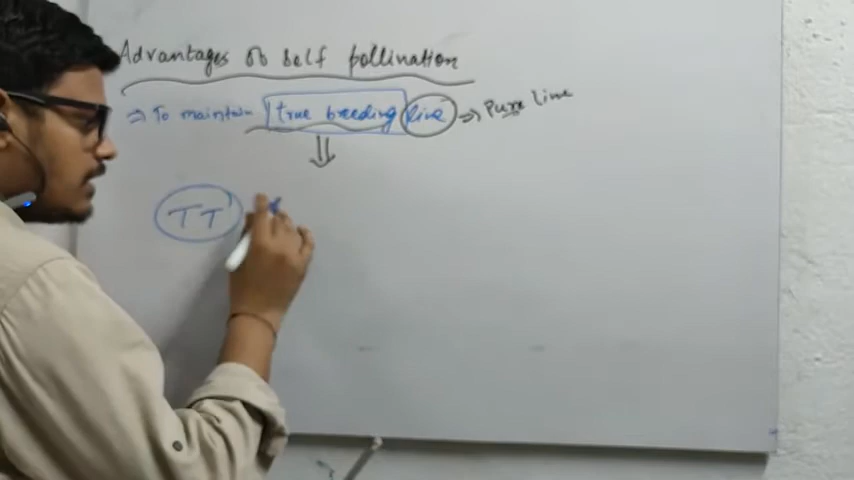 Advantages of self pollination
⇒ To maintain true breeding line ⇒ Pure line
TT